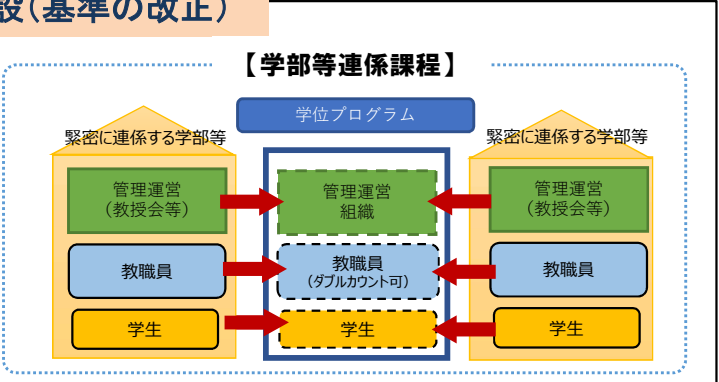 設(基準の改正)
【学部等連係課程】
学位プログラム
緊密に連係する学部等
管理運営
(教授会等)
教職員
学生
管理運営
組織
教職員
(ダブルカウント可)
学生
緊密に連係する学部等
管理運営
(教授会等)
教職員
学生